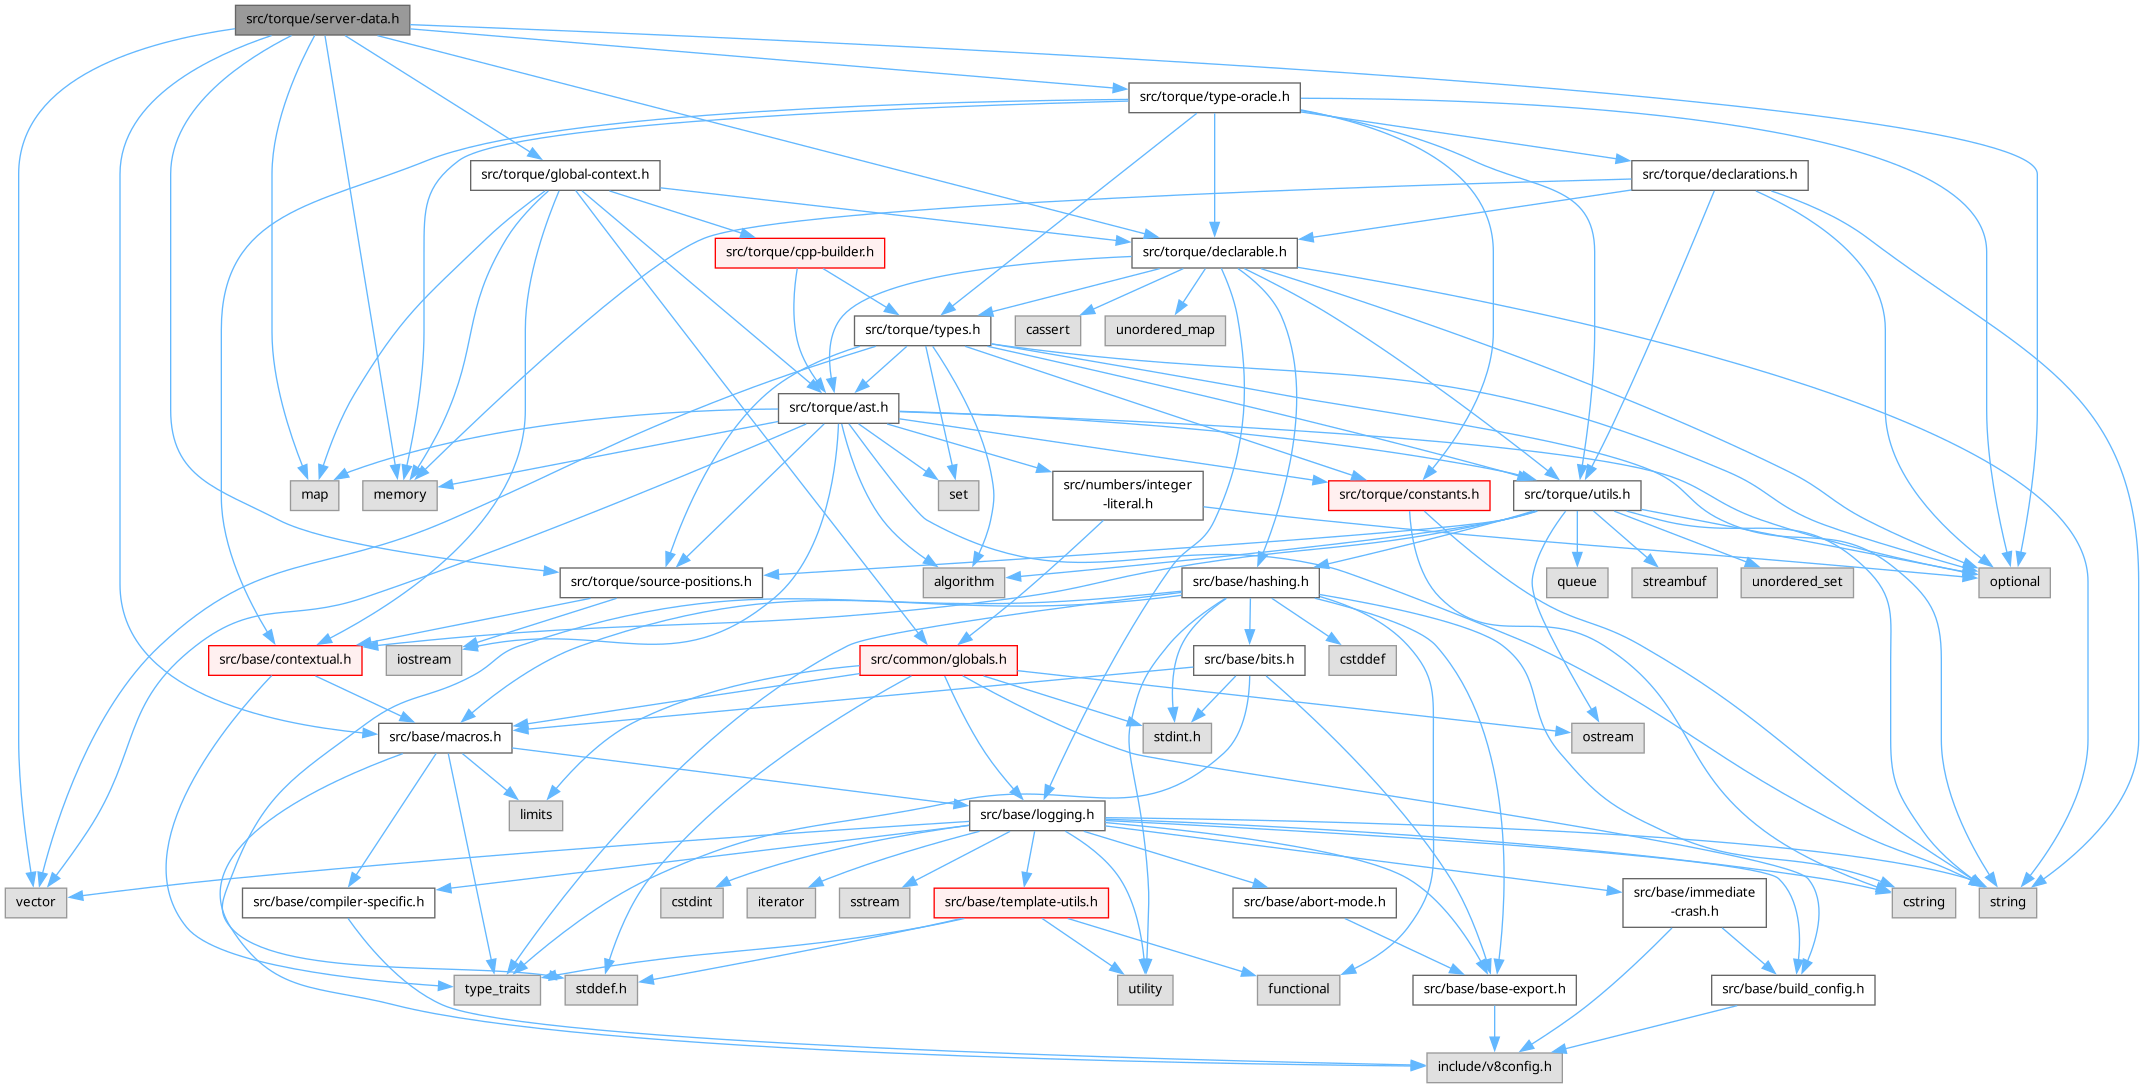 src/torque/server-data.h
src/torque/type-oracle.h
src/torque/global-context.h
src/torque/declarations.h
src/torque/cpp-builder.h
src/torque/declarable.h
src/torque/types.h
cassert
unordered_map
src/torque/ast.h
map
memory
set
src/numbers/integer
-literal.h
src/torque/constants.h
src/torque/utils.h
src/torque/source-positions.h
algorithm
src/base/hashing.h
queue
streambuf
unordered_set
optional
src/base/contextual.h
iostream
src/common/globals.h
src/base/bits.h
cstddef
src/base/macros.h
stdint.h
ostream
limits
src/base/logging.h
vector
src/base/compiler-specific.h
cstdint
iterator
sstream
src/base/template-utils.h
src/base/abort-mode.h
src/base/immediate
-crash.h
cstring
string
type_traits
stddef.h
utility
functional
src/base/base-export.h
src/base/build_config.h
include/v8config.h